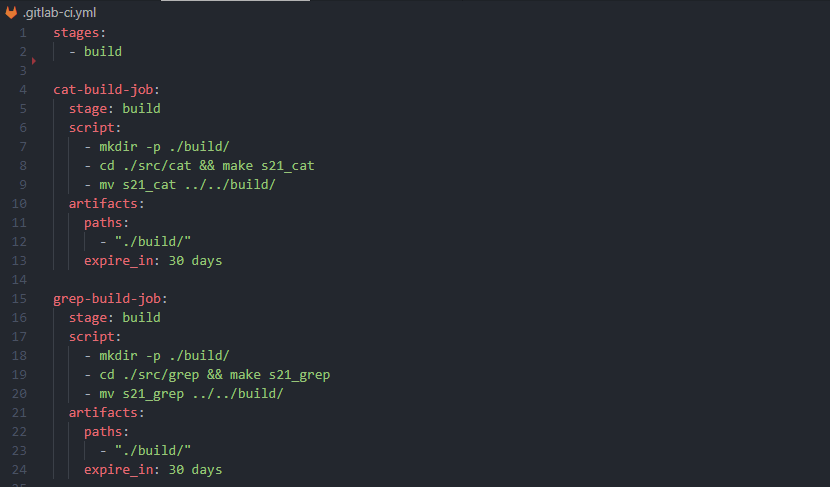 .gitlab-ci.yml
1 stages:
2   - build
3
4 cat-build-job:
5   stage: build
6   script:
7     - mkdir -p ./build/
8     - cd ./src/cat && make s21_cat
9     - mv s21_cat ../../build/
10   artifacts:
11     paths:
12       - "./build/"
13     expire_in: 30 days
14
15 grep-build-job:
16   stage: build
17   script:
18     - mkdir -p ./build/
19     - cd ./src/grep && make s21_grep
20     - mv s21_grep ../../build/
21   artifacts:
22     paths:
23       - "./build/"
24     expire_in: 30 days